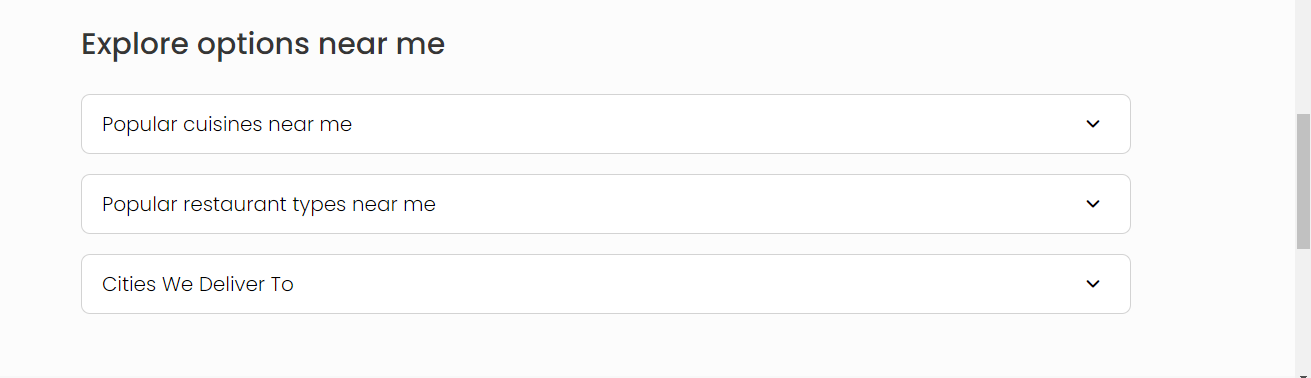 Explore options near me
Popular cuisines near me
Popular restaurant types near me
Cities We Deliver To